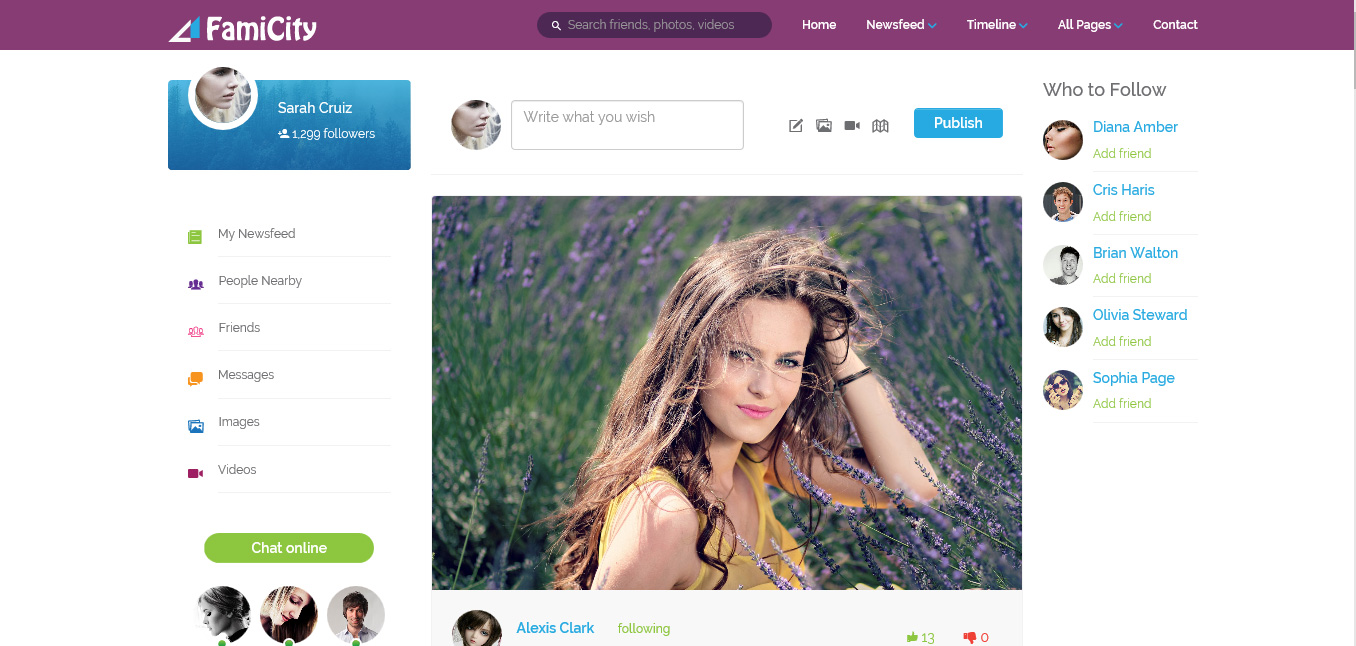 FamiCity
Search friends, photos, videos
Home
Newsfeed
Timeline
All Pages
Contact
Sarah Cruiz
1,299 followers
My Newsfeed
People Nearby
Friends
Messages
Images
Videos
Chat online
Write what you wish
Publish
Alexis Clark
following
13
0
Who to Follow
Diana Amber
Add friend
Cris Haris
Add friend
Brian Walton
Add friend
Olivia Steward
Add friend
Sophia Page
Add friend